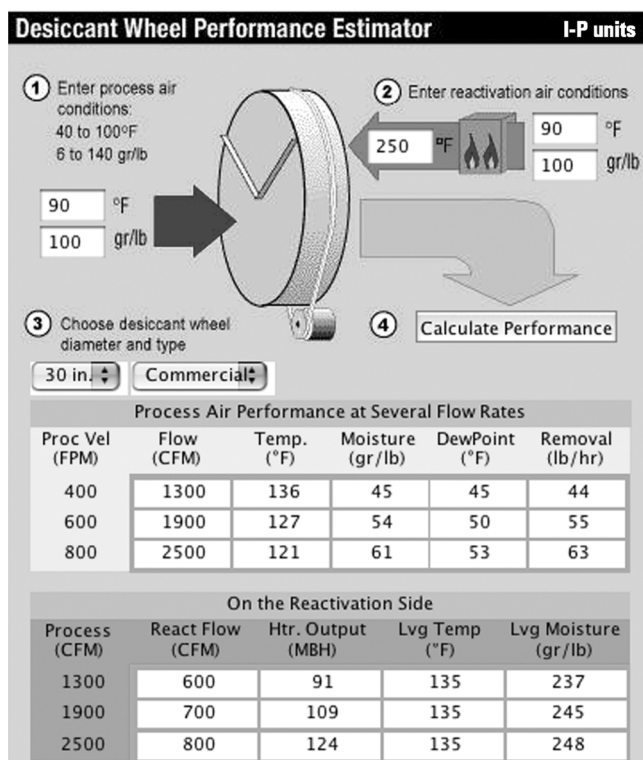 Desiccant Wheel Performance Estimator I-P units
1 Enter process air
conditions:
40 to 100ºF
6 to 140 gr/lb
2 Enter reactivation air conditions
250 ºF
90 ºF
100 gr/lb
90 ºF
100 gr/lb
3 Choose desiccant wheel
diameter and type
4 Calculate Performance
30 in. Commercial
Process Air Performance at Several Flow Rates
Proc Vel Flow Temp. Moisture DewPoint Removal
(FPM) (CFM) (°F) (gr/lb) (°F) (lb/hr)
400 1300 136 45 45 44
600 1900 127 54 50 55
800 2500 121 61 53 63
On the Reactivation Side
Process React Flow Htr. Output Lvg Temp Lvg Moisture
(CFM) (CFM) (MBH) (°F) (gr/lb)
1300 600 91 135 237
1900 700 109 135 245
2500 800 124 135 248